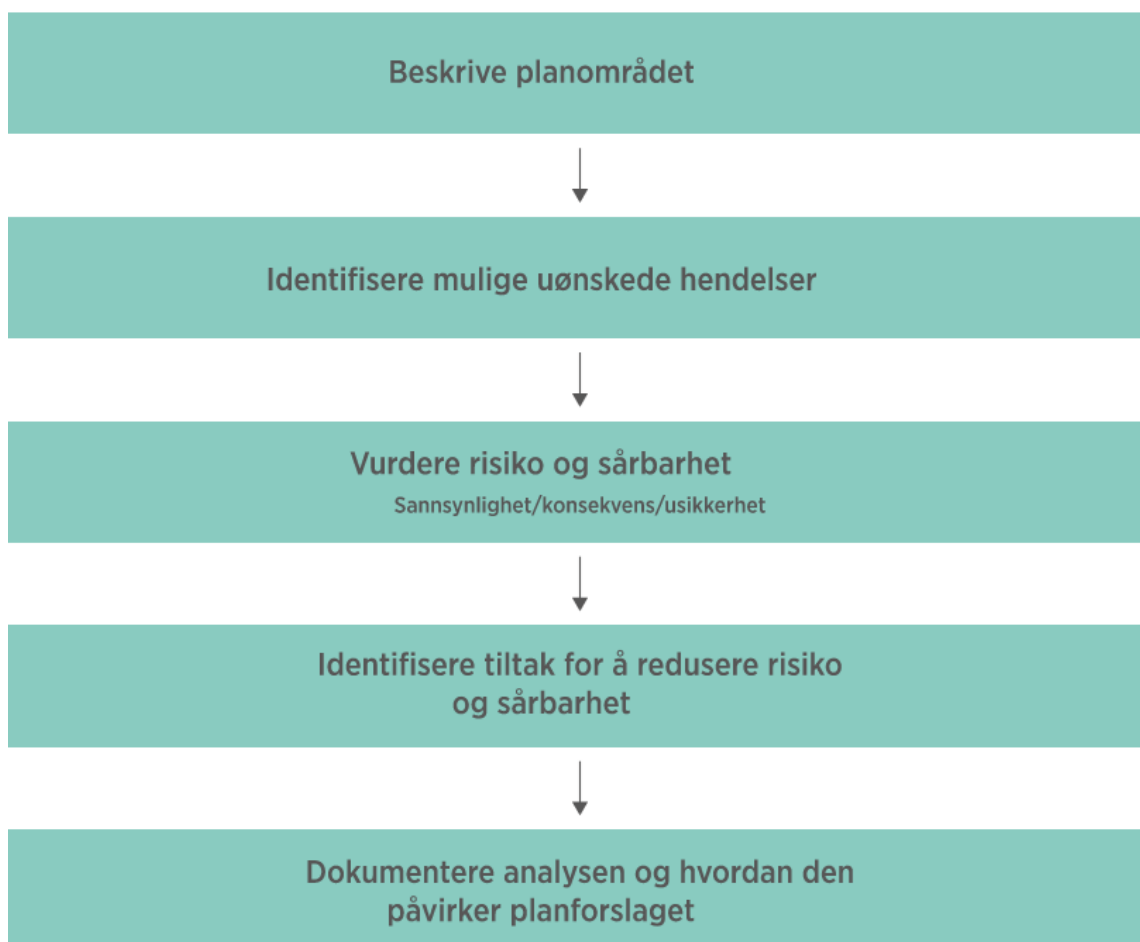 Beskrive planområdet
Identifisere mulige uønskede hendelser
Vurdere risiko og sårbarhet
Sannsynlighet/konsekvens/usikkerhet
Identifisere tiltak for å redusere risiko
og sårbarhet
Dokumentere analysen og hvordan den
påvirker planforslaget